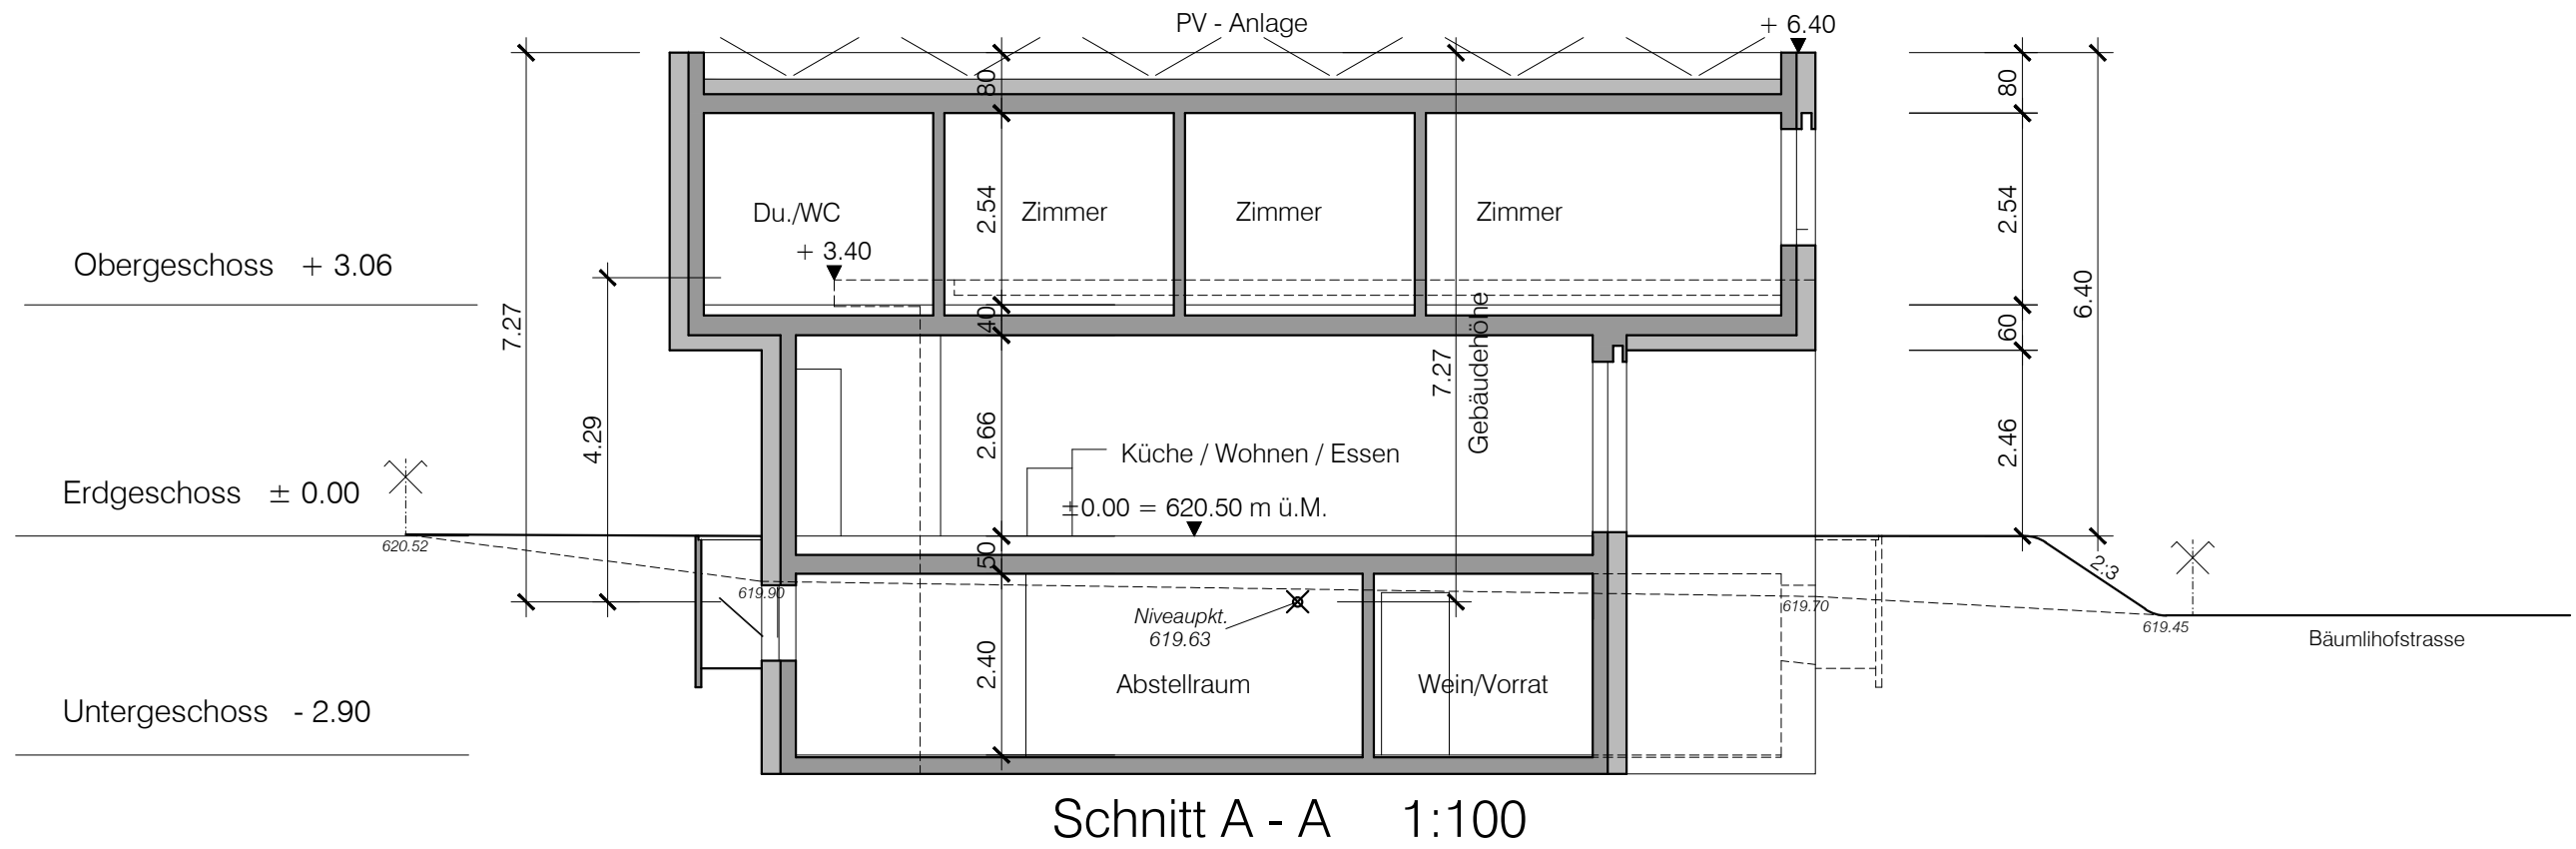 PV - Anlage
+ 6.40
80
80
Du./WC
2.54
Zimmer
Zimmer
Zimmer
2.54
+ 3.40
Obergeschoss + 3.06
7.27
40
6.40
60
7.27
Gebäudehöhe
4.29
2.66
Küche / Wohnen / Essen
2.46
Erdgeschoss ± 0.00
±0.00 = 620.50 m ü.M.
620.52
50
2:3
619.90
Niveaupkt.
619.63
619.70
619.45
Bäumlihofstrasse
2.40
Abstellraum
Wein/Vorrat
Untergeschoss - 2.90
Schnitt A - A 1:100